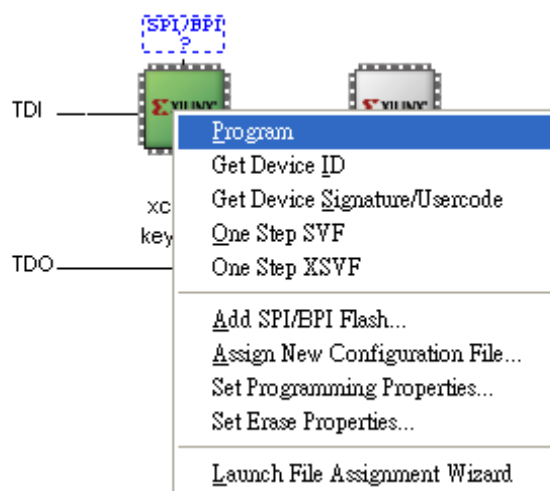 SPI/BPI
?
TDI
XILINX
XILINX
Program
Get Device ID
Get Device Signature/Usercode
xc
key
One Step SVF
TDO
One Step XSVF
Add SPI/BPI Flash...
Assign New Configuration File...
Set Programming Properties...
Set Erase Properties...
Launch File Assignment Wizard